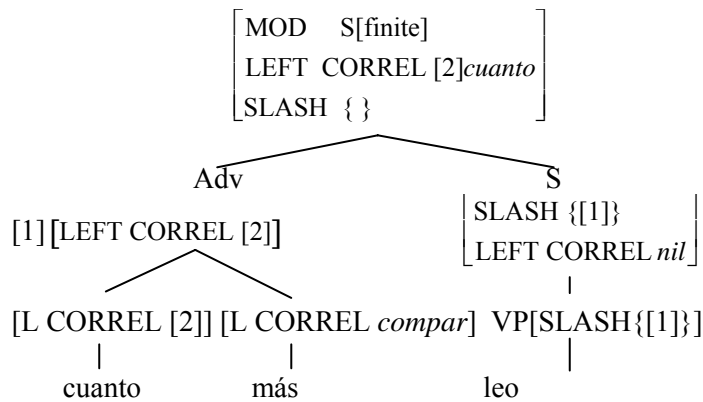 MOD S[finite]
LEFT CORREL [2]cuanto
SLASH { }
Adv S
[1][LEFT CORREL [2]] SLASH {[1]}
LEFT CORREL nil
[L CORREL [2]] [L CORREL compar] VP[SLASH{[1]}]
cuanto más leo